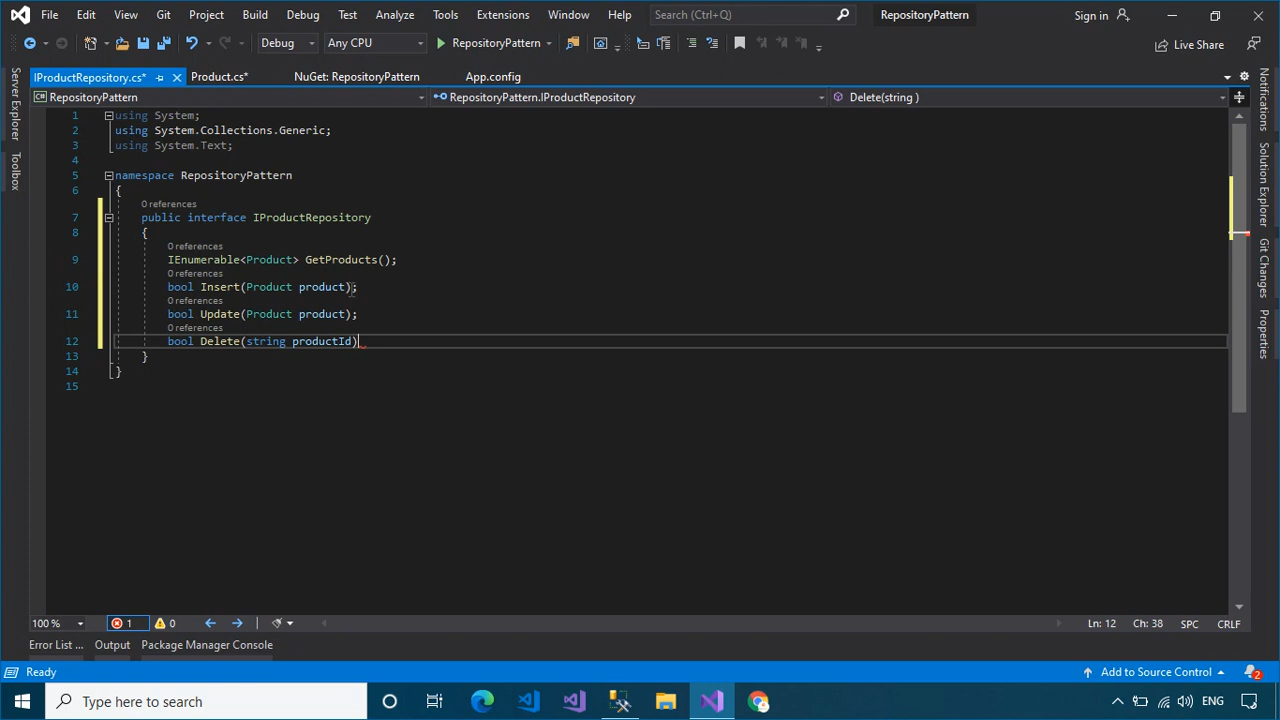 File Edit View Git Project Build Debug Test Analyze Tools Extensions Window Help Search (Ctrl+Q) RepositoryPattern Sign in
Debug Any CPU RepositoryPattern Live Share
IProductRepository.cs* Product.cs* NuGet: RepositoryPattern App.config
RepositoryPattern RepositoryPattern.IProductRepository Delete(string )
Server Explorer
Toolbox
1 using System;
2 using System.Collections.Generic;
3 using System.Text;
4
5 namespace RepositoryPattern
6 {
0 references
7 public interface IProductRepository
8 {
0 references
9 IEnumerable<Product> GetProducts();
0 references
10 bool Insert(Product product);
0 references
11 bool Update(Product product);
0 references
12 bool Delete(string productId)
13 }
14 }
15
Notifications
Solution Explorer
Git Changes
Properties
100 % 1 0 Ln: 12 Ch: 38 SPC CRLF
Error List ... Output Package Manager Console
Ready Add to Source Control 2
Type here to search ENG